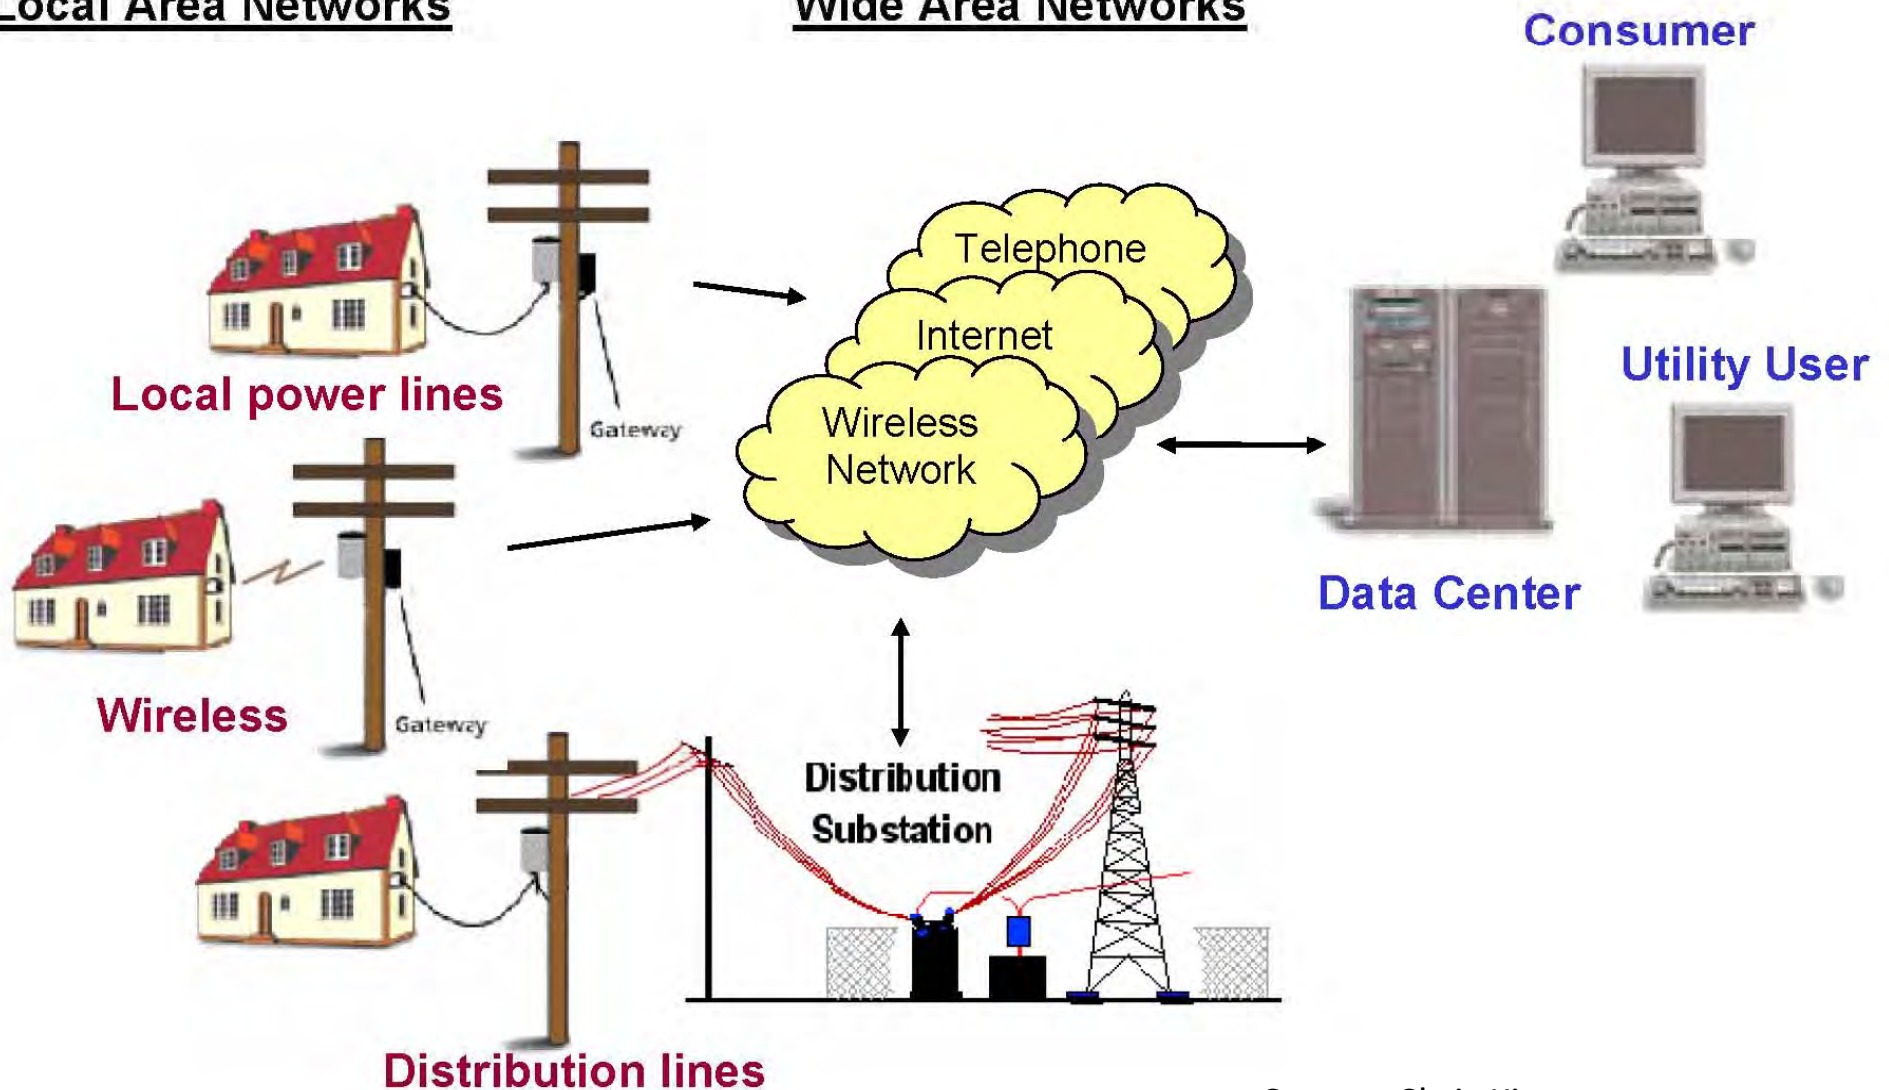 Local Area Networks
Wide Area Networks
Consumer
Telephone
Internet
Wireless
Network
Utility User
Local power lines
Gateway
Data Center
Wireless
Gateway
Distribution
Substation
Distribution lines